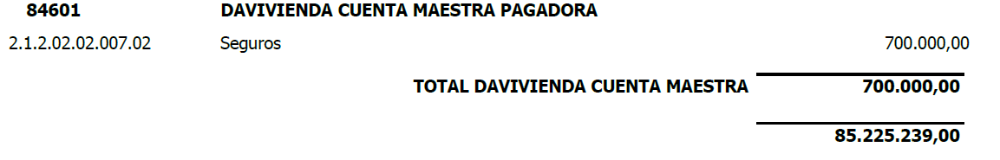 84601 DAVIVIENDA CUENTA MAESTRA PAGADORA
2.1.2.02.02.007.02 Seguros 700.000,00
TOTAL DAVIVIENDA CUENTA MAESTRA 700.000,00
85.225.239,00